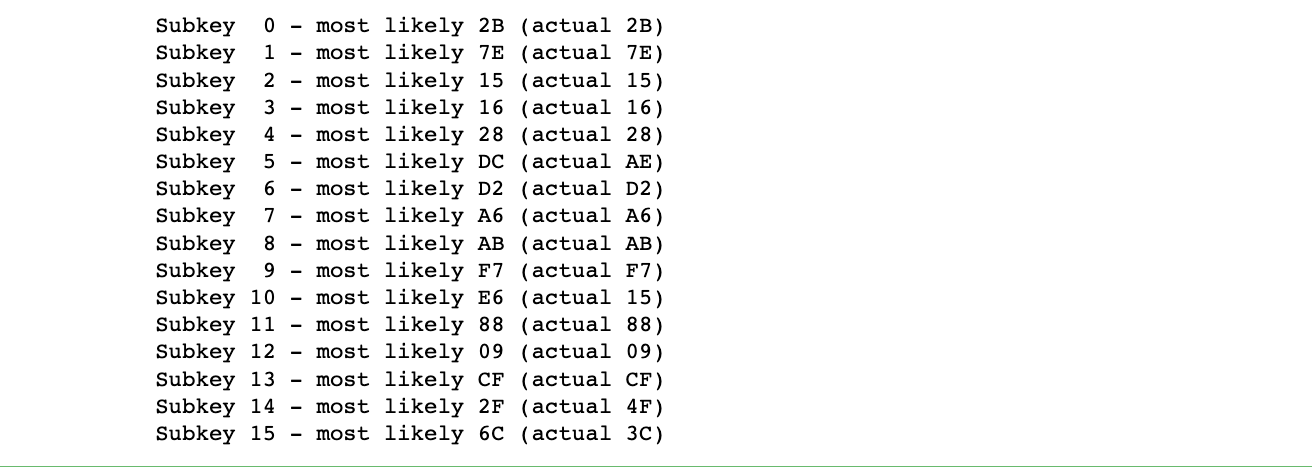 Subkey  0 - most likely 2B (actual 2B)
Subkey  1 - most likely 7E (actual 7E)
Subkey  2 - most likely 15 (actual 15)
Subkey  3 - most likely 16 (actual 16)
Subkey  4 - most likely 28 (actual 28)
Subkey  5 - most likely DC (actual AE)
Subkey  6 - most likely D2 (actual D2)
Subkey  7 - most likely A6 (actual A6)
Subkey  8 - most likely AB (actual AB)
Subkey  9 - most likely F7 (actual F7)
Subkey 10 - most likely E6 (actual 15)
Subkey 11 - most likely 88 (actual 88)
Subkey 12 - most likely 09 (actual 09)
Subkey 13 - most likely CF (actual CF)
Subkey 14 - most likely 2F (actual 4F)
Subkey 15 - most likely 6C (actual 3C)